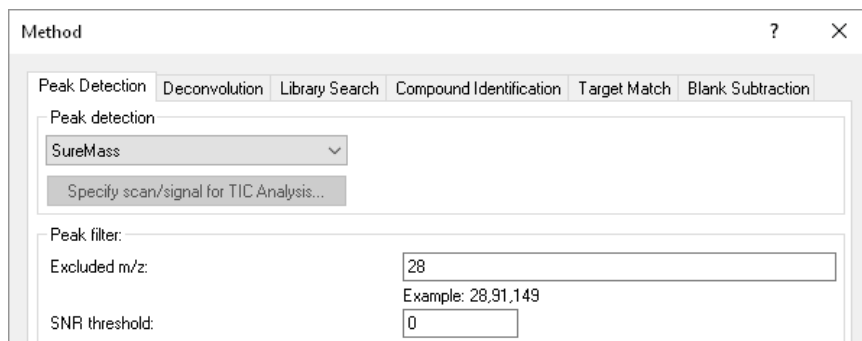 Method ?
Peak Detection Deconvolution Library Search Compound Identification Target Match Blank Subtraction
Peak detection
SureMass
Specify scan/signal for TIC Analysis...
Peak filter:
Excluded m/z: 28
Example: 28,91,149
SNR threshold: 0